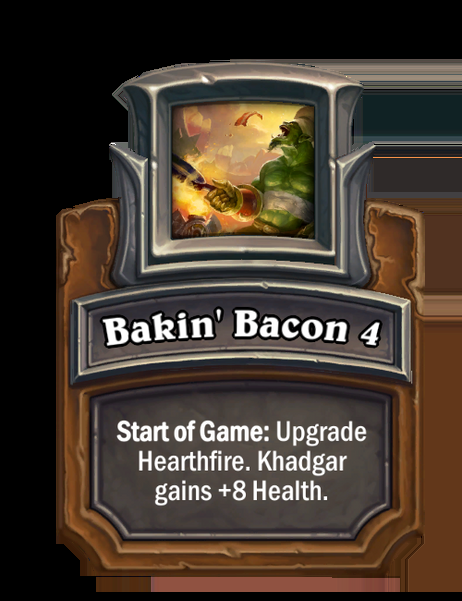 Bakin' Bacon 4
Start of Game: Upgrade
Hearthfire. Khadgar
gains +8 Health.